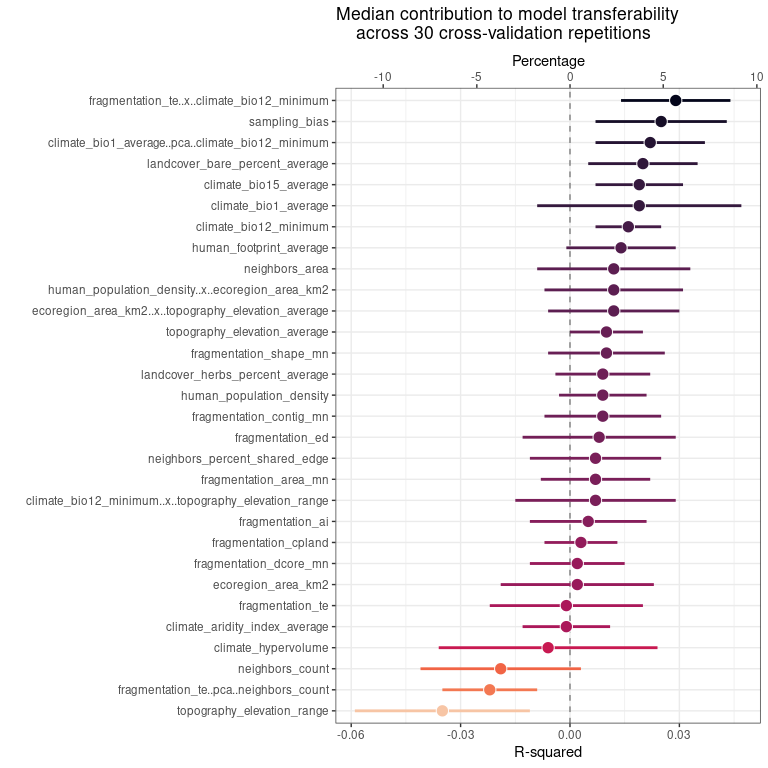 Median contribution to model transferability
across 30 cross-validation repetitions
Percentage
-10 -5 0 5 10
fragmentation_te..x..climate_bio12_minimum
sampling_bias
climate_bio1_average..pca..climate_bio12_minimum
landcover_bare_percent_average
climate_bio15_average
climate_bio1_average
climate_bio12_minimum
human_footprint_average
neighbors_area
human_population_density..x..ecoregion_area_km2
ecoregion_area_km2..x..topography_elevation_average
topography_elevation_average
fragmentation_shape_mn
landcover_herbs_percent_average
human_population_density
fragmentation_contig_mn
fragmentation_ed
neighbors_percent_shared_edge
fragmentation_area_mn
climate_bio12_minimum..x..topography_elevation_range
fragmentation_ai
fragmentation_cpland
fragmentation_dcore_mn
ecoregion_area_km2
fragmentation_te
climate_aridity_index_average
climate_hypervolume
neighbors_count
fragmentation_te..pca..neighbors_count
topography_elevation_range
-0.06 -0.03 0.00 0.03
R-squared